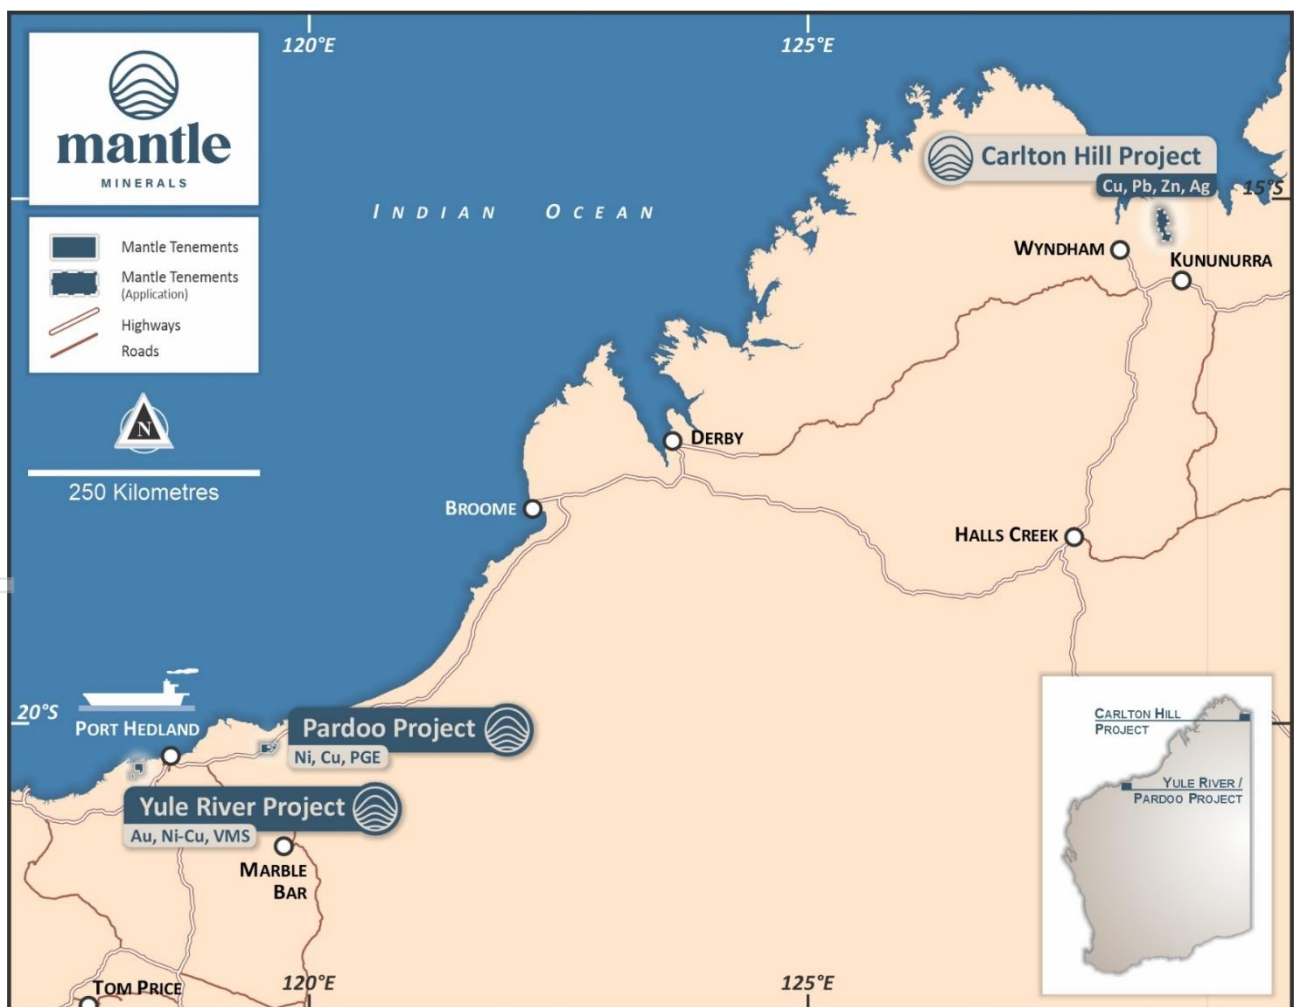 120°E
125°E
mantle
MINERALS
Mantle Tenements
Mantle Tenements
(Application)
Highways
Roads
N
250 Kilometres
INDIAN OCEAN
Carlton Hill Project
Cu, Pb, Zn, Ag
15°S
WYNDHAM
KUNUNURRA
DERBY
BROOME
HALLS CREEK
20°S
PORT HEDLAND
Pardoo Project
Ni, Cu, PGE
Yule River Project
Au, Ni-Cu, VMS
MARBLE
BAR
TOM PRICE
120°E
125°E
CARLTON HILL
PROJECT
YULE RIVER /
PARDOO PROJECT